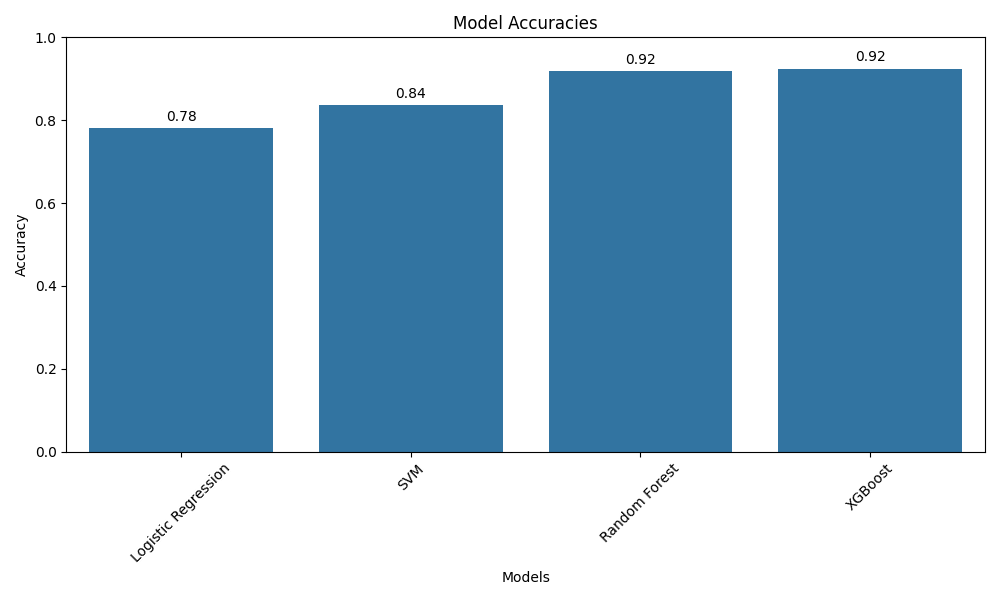 Model Accuracies
1.0
0.8
0.6
0.4
0.2
0.0
Accuracy
0.78
0.84
0.92
0.92
Logistic Regression
SVM
Random Forest
XGBoost
Models